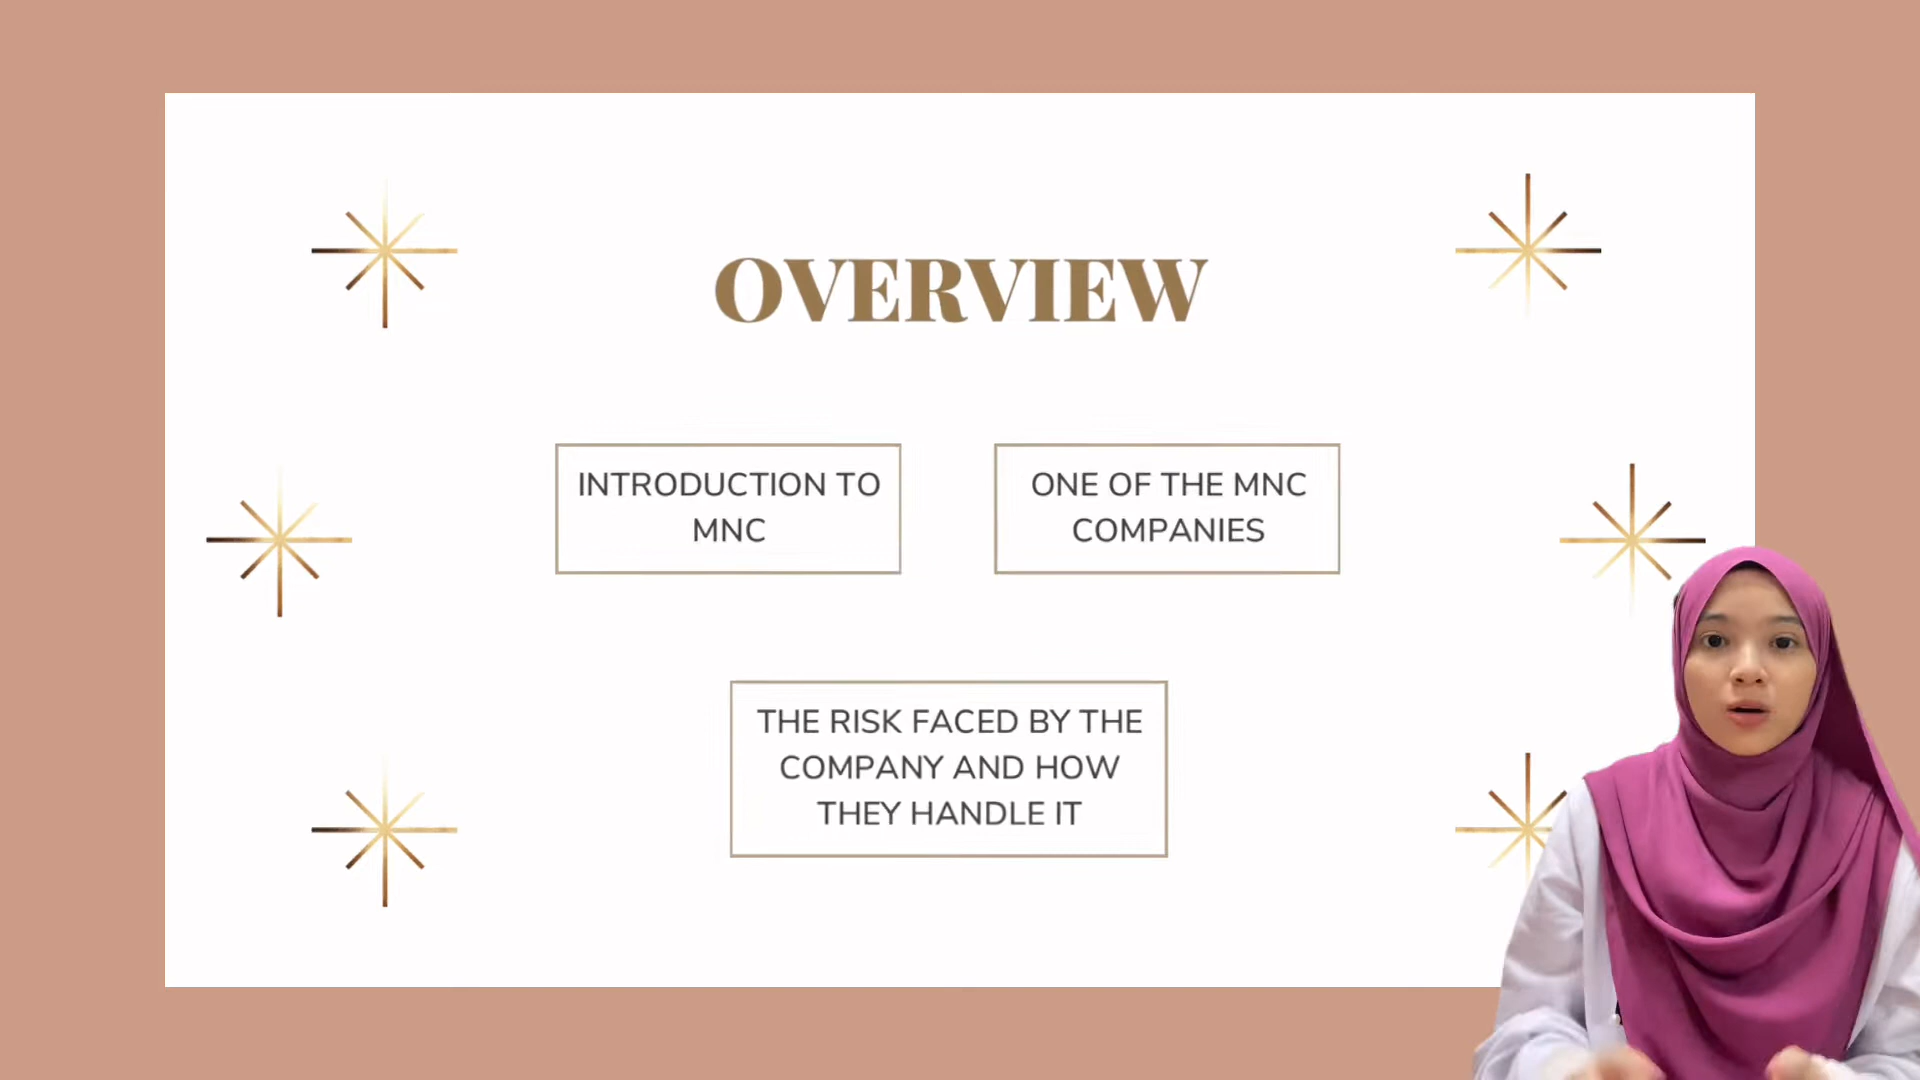 OVERVIEW
INTRODUCTION TO
MNC
ONE OF THE MNC
COMPANIES
THE RISK FACED BY THE
COMPANY AND HOW
THEY HANDLE IT